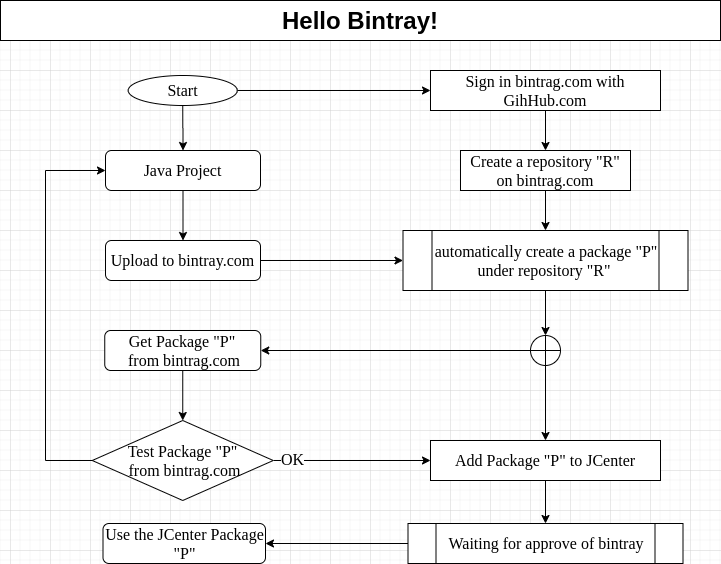 Hello Bintray!
Start
Sign in bintrag.com with
GihHub.com
Java Project
Create a repository "R"
on bintrag.com
Upload to bintray.com
automatically create a package "P"
under repository "R"
Get Package "P"
from bintrag.com
Test Package "P"
from bintrag.com
OK
Add Package "P" to JCenter
Use the JCenter Package
"P"
Waiting for approve of bintray